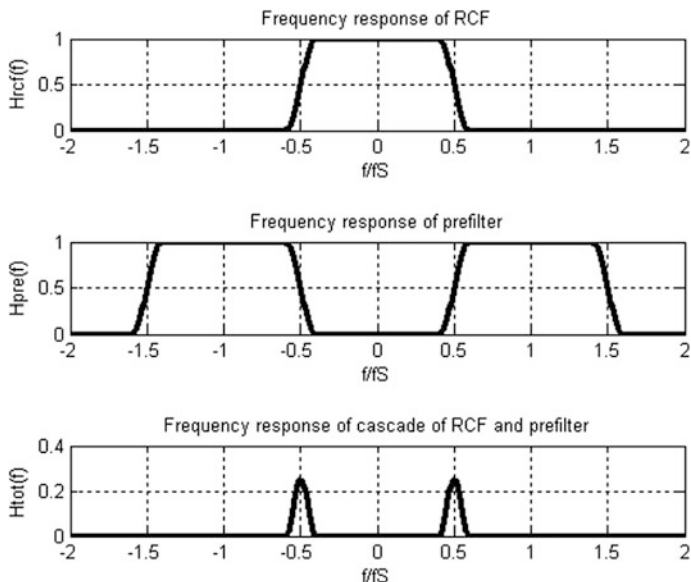 Frequency response of RCF
Hrcf(f)
1
0.5
0
-2 -1.5 -1 -0.5 0 0.5 1 1.5 2
f/fS
Frequency response of prefilter
Hpre(f)
1
0.5
0
-2 -1.5 -1 -0.5 0 0.5 1 1.5 2
f/fS
Frequency response of cascade of RCF and prefilter
Htot(f)
0.4
0.2
0
-2 -1.5 -1 -0.5 0 0.5 1 1.5 2
f/fS